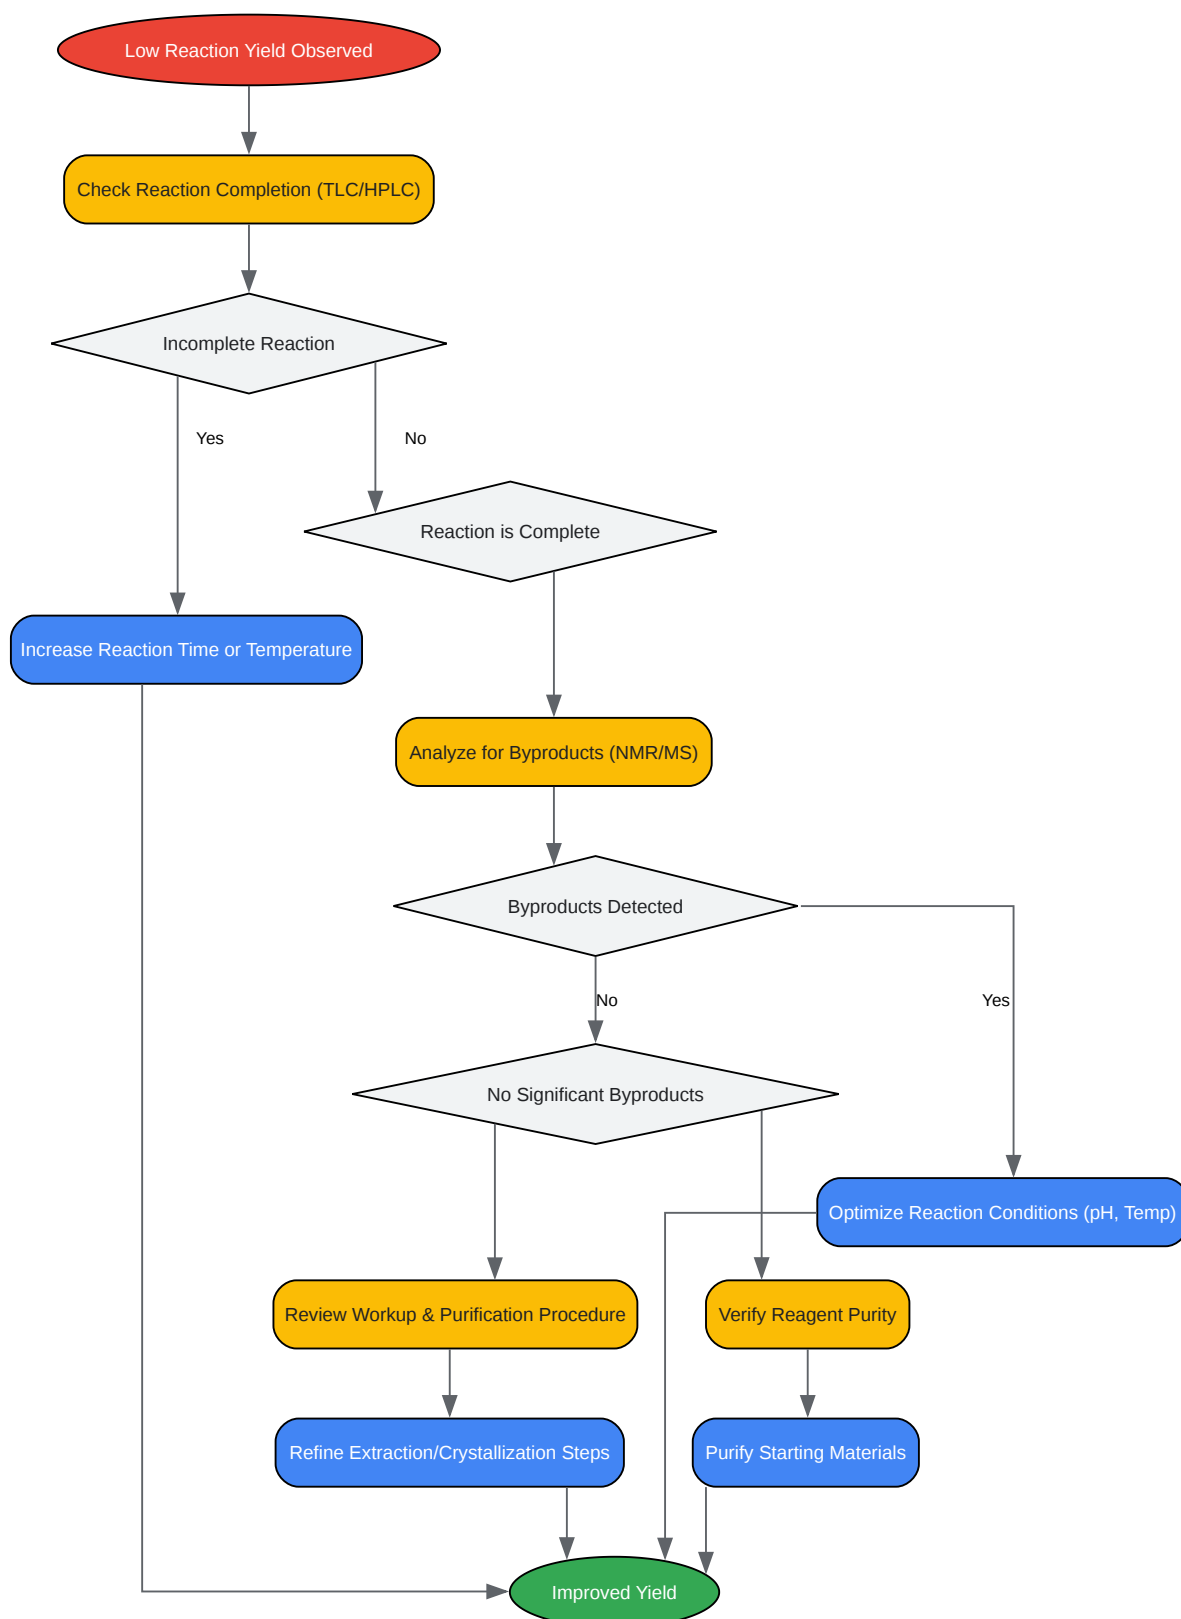 Low Reaction Yield Observed
Check Reaction Completion (TLC/HPLC)
Incomplete Reaction
Yes
No
Reaction is Complete
Increase Reaction Time or Temperature
Analyze for Byproducts (NMR/MS)
Byproducts Detected
No
Yes
No Significant Byproducts
Optimize Reaction Conditions (pH, Temp)
Review Workup & Purification Procedure
Verify Reagent Purity
Refine Extraction/Crystallization Steps
Purify Starting Materials
Improved Yield